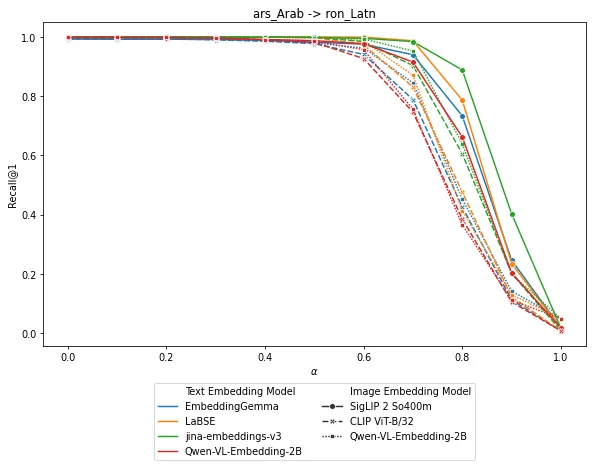 ars_Arab -> ron_Latn
Recall@1
1.0
0.8
0.6
0.4
0.2
0.0
0.0 0.2 0.4 0.6 0.8 1.0
α
Text Embedding Model Image Embedding Model
EmbeddingGemma SigLIP 2 So400m
LaBSE CLIP ViT-B/32
jina-embeddings-v3 Qwen-VL-Embedding-2B
Qwen-VL-Embedding-2B